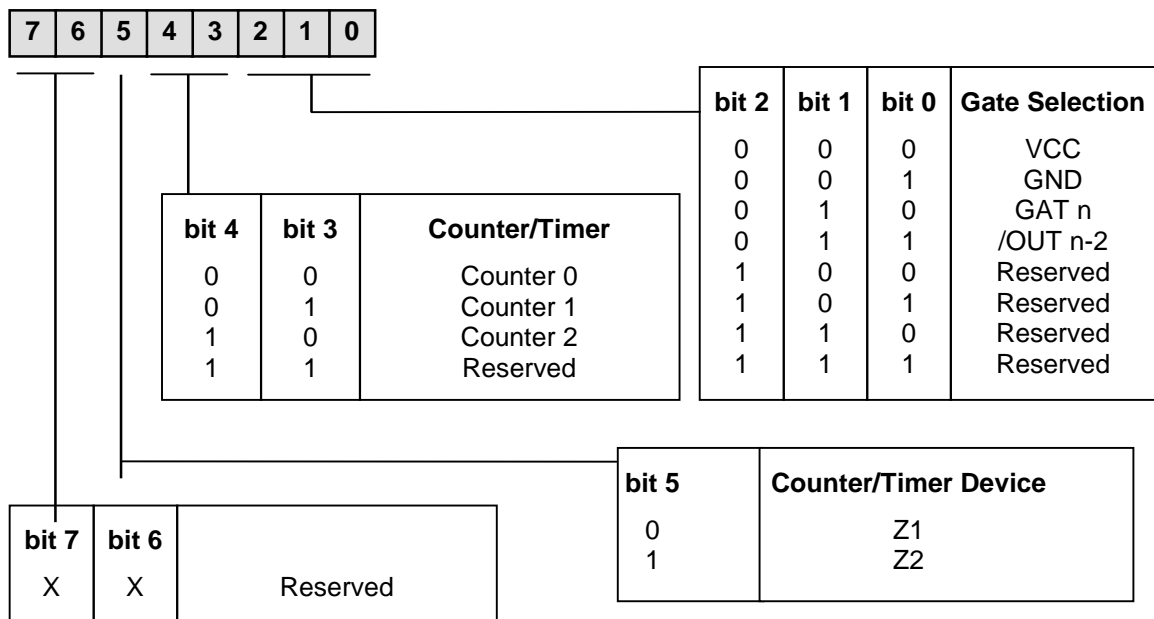 7 6 5 4 3 2 1 0
bit 2 bit 1 bit 0 Gate Selection
0 0 0 VCC
0 0 1 GND
0 1 0 GAT n
0 1 1 /OUT n-2
1 0 0 Reserved
1 0 1 Reserved
1 1 0 Reserved
1 1 1 Reserved
bit 4 bit 3 Counter/Timer
0 0 Counter 0
0 1 Counter 1
1 0 Counter 2
1 1 Reserved
bit 5 Counter/Timer Device
0 Z1
1 Z2
bit 7 bit 6
X X Reserved